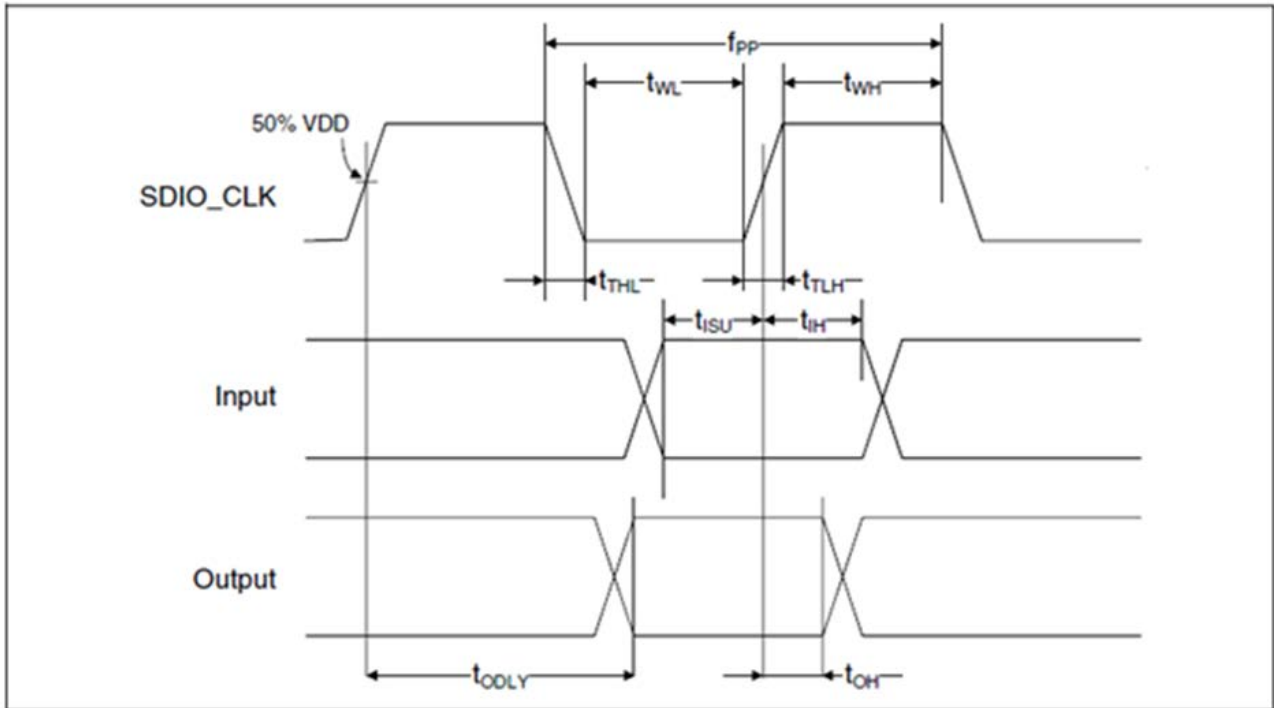 fPP
tWL
tWH
50% VDD
SDIO_CLK
tTHL
tTLH
tISU
tIH
Input
Output
tODLY
tOH